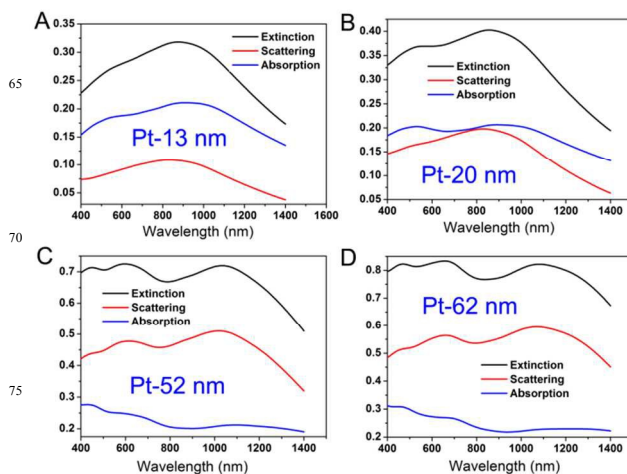 65
70
75
A
0.35
0.30
0.25
0.20
0.15
0.10
0.05
Extinction
Scattering
Absorption
Pt-13 nm
400 600 800 1000 1200 1400 1600
Wavelength (nm)
B
0.40
0.35
0.30
0.25
0.20
0.15
0.10
0.05
Extinction
Scattering
Absorption
Pt-20 nm
400 600 800 1000 1200 1400
Wavelength (nm)
C
0.7
0.6
0.5
0.4
0.3
0.2
Extinction
Scattering
Absorption
Pt-52 nm
400 600 800 1000 1200 1400
Wavelength (nm)
D
0.8
0.7
0.6
0.5
0.4
0.3
0.2
Pt-62 nm
Extinction
Scattering
Absorption
400 600 800 1000 1200 1400
Wavelength (nm)